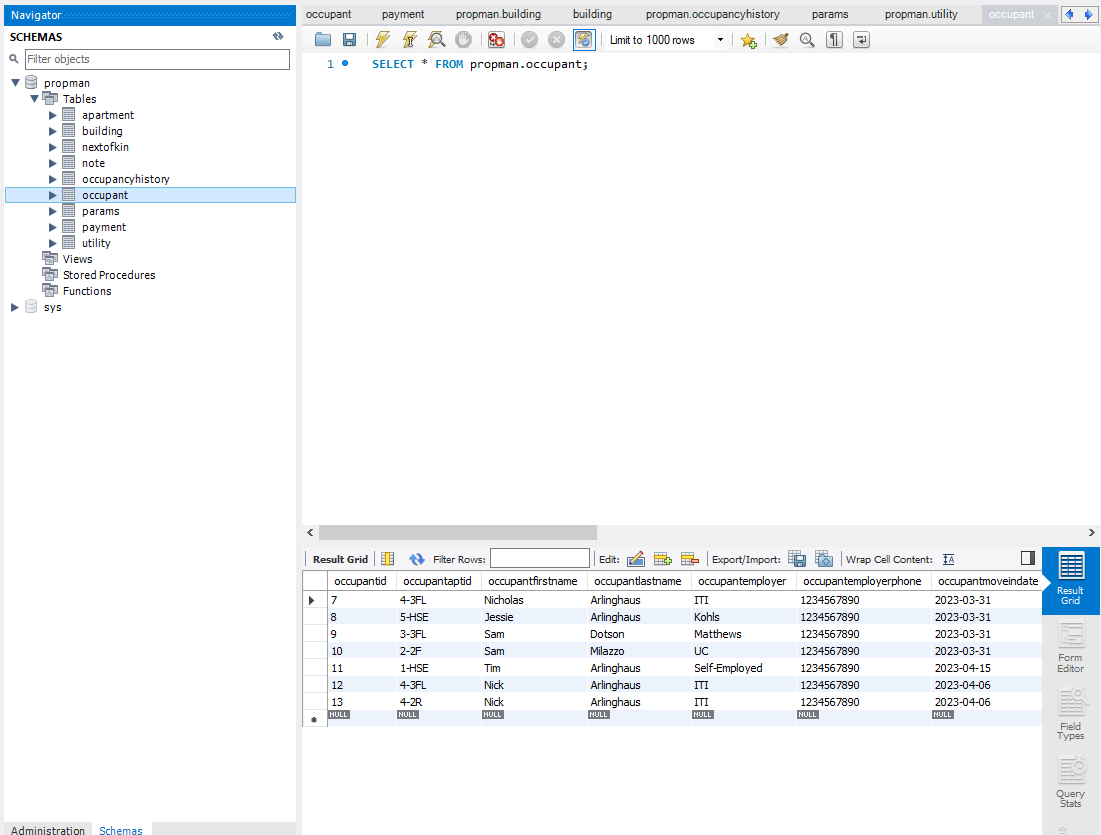 Navigator
SCHEMAS
Filter objects
propman
Tables
apartment
building
nextofkin
note
occupancyhistory
occupant
params
payment
utility
Views
Stored Procedures
Functions
sys
Administration Schemas
occupant payment propman.building building propman.occupancyhistory params propman.utility occupant
Limit to 1000 rows
1 SELECT * FROM propman.occupant;
Result Grid Filter Rows: Edit: Export/Import: Wrap Cell Content:
occupantid occupantaptid occupantfirstname occupantlastname occupantemployer occupantemployerphone occupantmoveindate
7 4-3FL Nicholas Arlinghaus ITI 1234567890 2023-03-31
8 5-HSE Jessie Arlinghaus Kohls 1234567890 2023-03-31
9 3-3FL Sam Dotson Matthews 1234567890 2023-03-31
10 2-2F Sam Milazzo UC 1234567890 2023-03-31
11 1-HSE Tim Arlinghaus Self-Employed 1234567890 2023-04-15
12 4-3FL Nick Arlinghaus ITI 1234567890 2023-04-06
13 4-2R Nick Arlinghaus ITI 1234567890 2023-04-06
NULL NULL NULL NULL NULL NULL NULL
Result
Grid
Form
Editor
Field
Types
Query
Stats